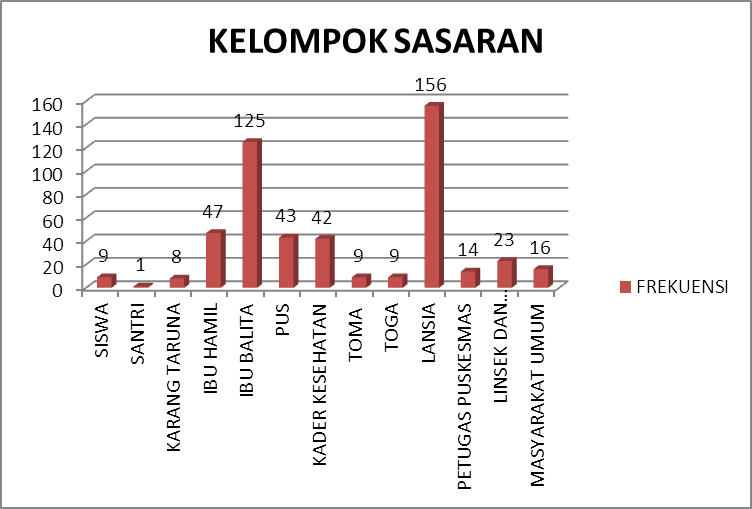 KELOMPOK SASARAN
160
140
120
100
80
60
40
20
0
9
1
8
47
125
43
42
9
9
156
14
23
16
SISWA
SANTRI
KARANG TARUNA
IBU HAMIL
IBU BALITA
PUS
KADER KESEHATAN
TOMA
TOGA
LANSIA
PETUGAS PUSKESMAS
LINSEK DAN...
MASYARAKAT UMUM
FREKUENSI